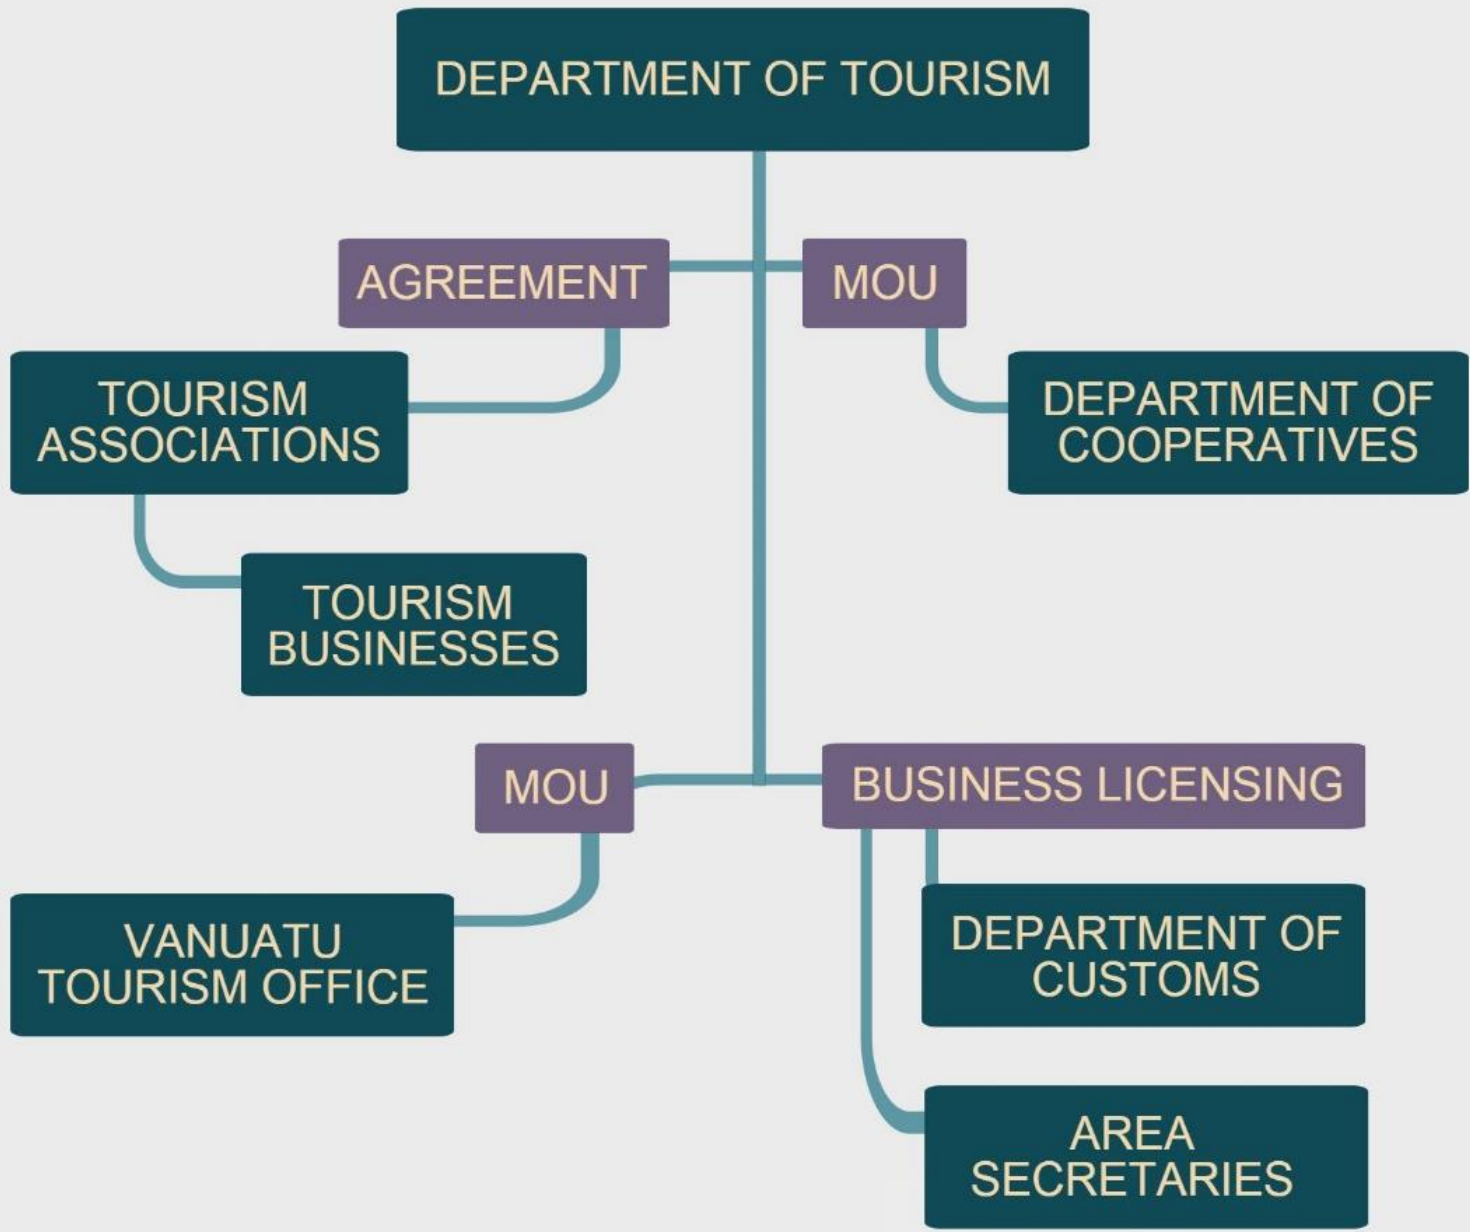 DEPARTMENT OF TOURISM
AGREEMENT
MOU
TOURISM
ASSOCIATIONS
DEPARTMENT OF
COOPERATIVES
TOURISM
BUSINESSES
MOU
BUSINESS LICENSING
VANUATU
TOURISM OFFICE
DEPARTMENT OF
CUSTOMS
AREA
SECRETARIES